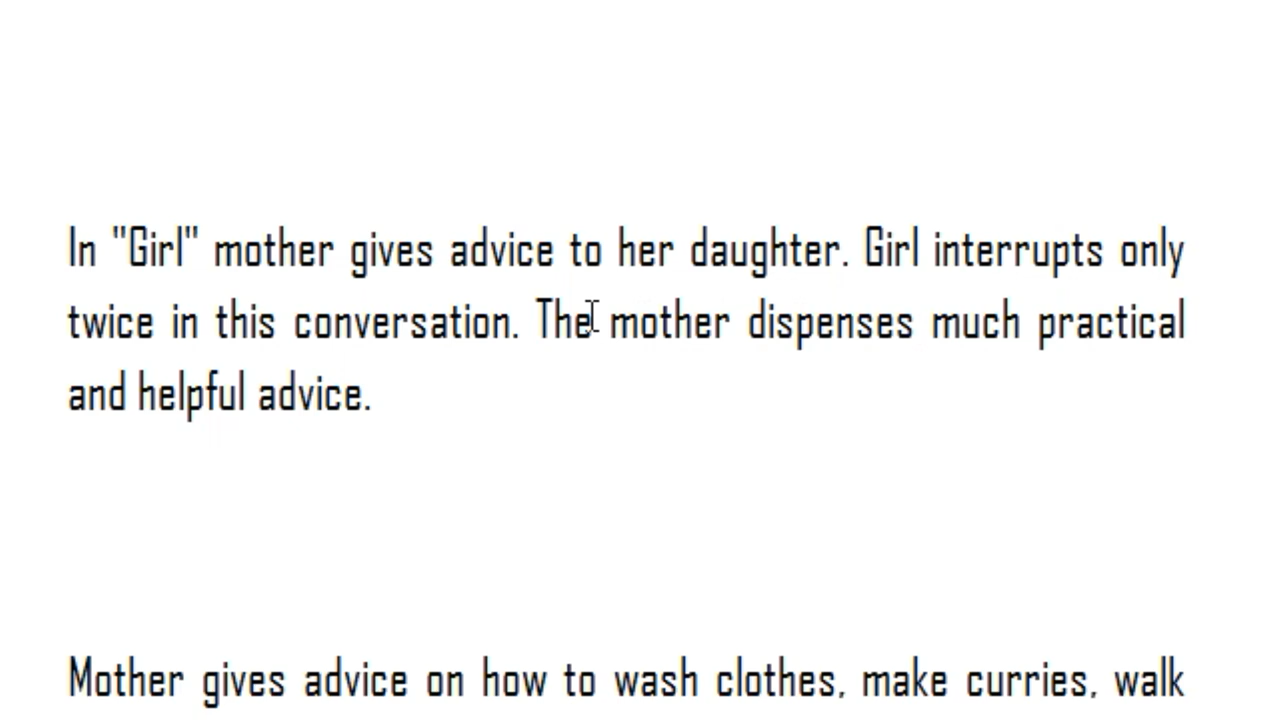 In "Girl" mother gives advice to her daughter. Girl interrupts only
twice in this conversation. The mother dispenses much practical
and helpful advice.
Mother gives advice on how to wash clothes, make curries, walk